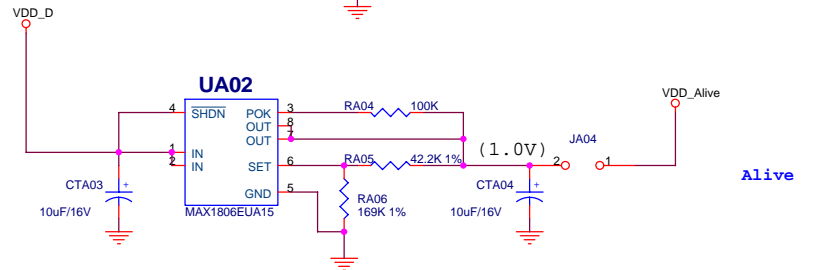 VDD_D
UA02
4 SHDN POK 3 RA04 100K
OUT 8
OUT 7
VDD_Alive
1 IN
2 IN
SET 6 RA05 42.2K 1%
(1.0V)
JA04
2 1
GND 5
CTA03 +
10uF/16V
MAX1806EUA15
RA06
169K 1%
CTA04 +
10uF/16V
Alive